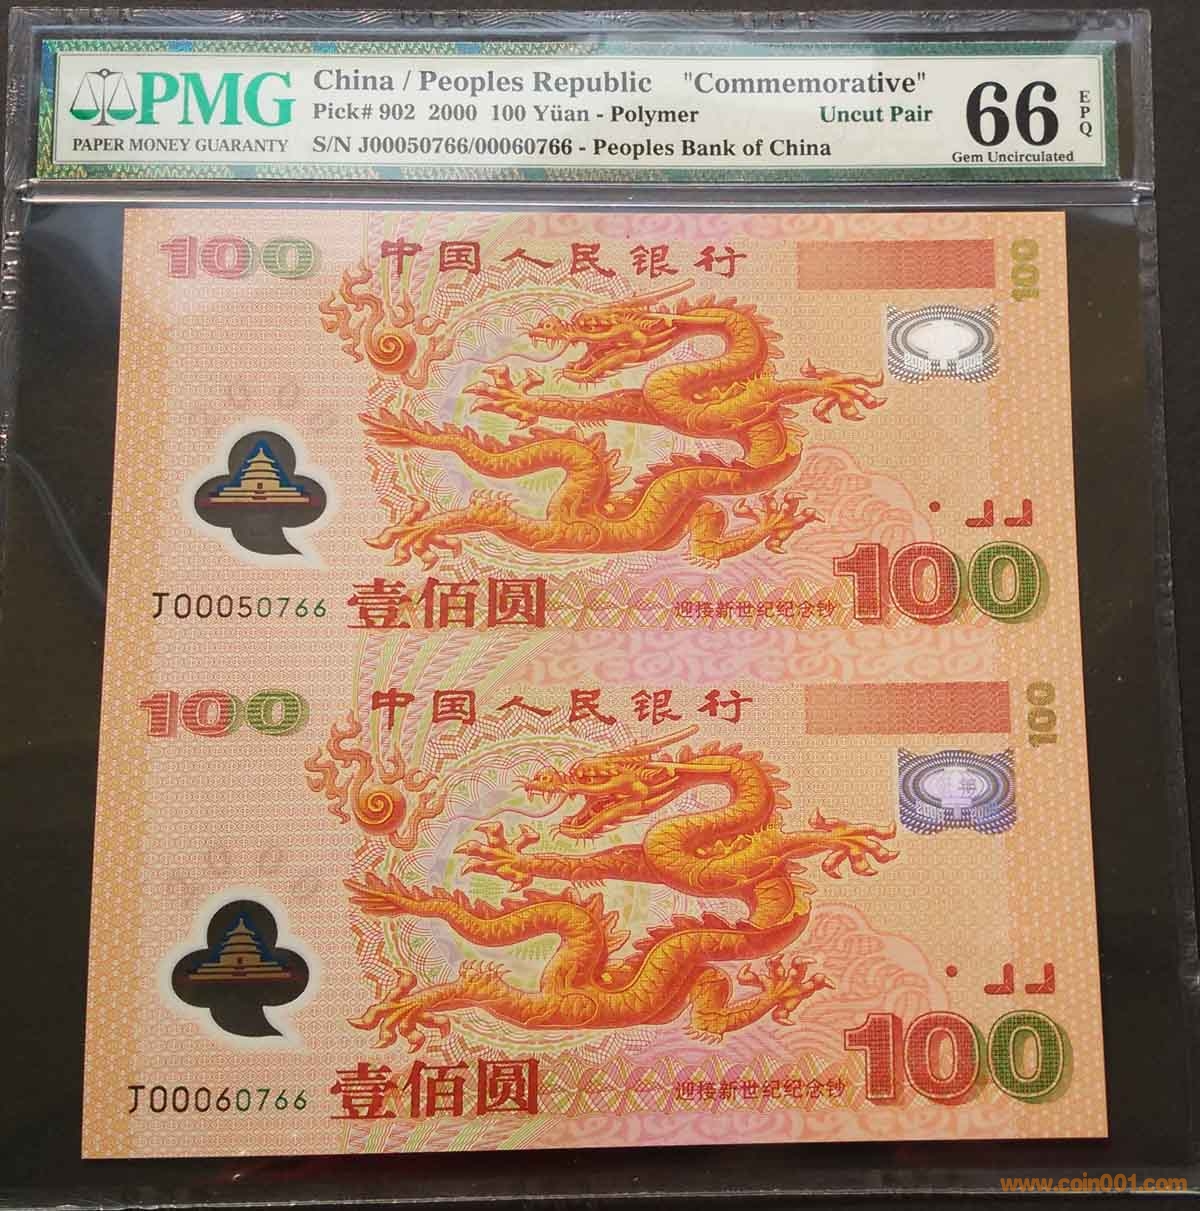 PMG
PAPER MONEY GUARANTY
China / Peoples Republic "Commemorative"
Pick# 902 2000 100 Yüan - Polymer Uncut Pair
S/N J00050766/00060766 - Peoples Bank of China
66
EPQ
Gem Uncirculated
100 中国人民银行 100
100
J00050766 壹佰圆 迎接新世纪纪念钞
100 中国人民银行 100
100
J00060766 壹佰圆 迎接新世纪纪念钞
www.coin001.com